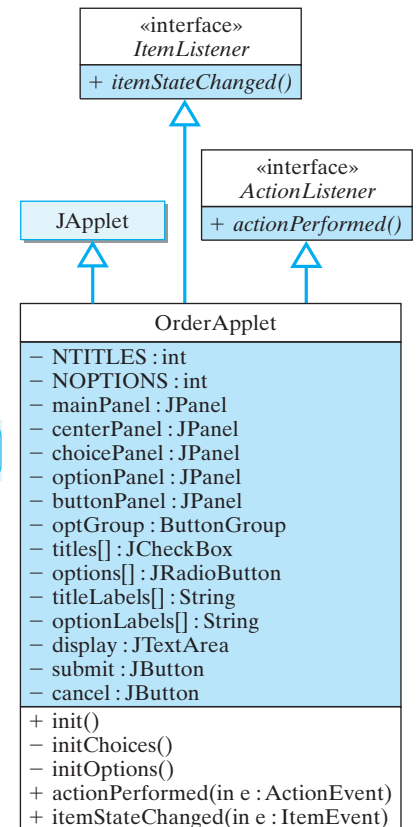 «interface»
ItemListener
+ itemStateChanged()
«interface»
ActionListener
+ actionPerformed()
JApplet
OrderApplet
− NTITLES : int
− NOPTIONS : int
− mainPanel : JPanel
− centerPanel : JPanel
− choicePanel : JPanel
− optionPanel : JPanel
− buttonPanel : JPanel
− optGroup : ButtonGroup
− titles[] : JCheckBox
− options[] : JRadioButton
− titleLabels[] : String
− optionLabels[] : String
− display : JTextArea
− submit : JButton
− cancel : JButton
+ init()
− initChoices()
− initOptions()
+ actionPerformed(in e : ActionEvent)
+ itemStateChanged(in e : ItemEvent)